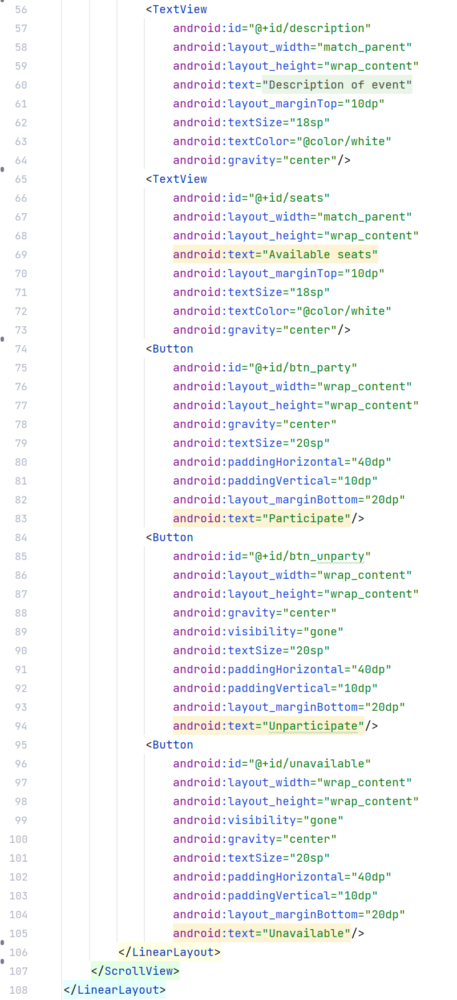 56 <TextView
57 android:id="@+id/description"
58 android:layout_width="match_parent"
59 android:layout_height="wrap_content"
60 android:text="Description of event"
61 android:layout_marginTop="10dp"
62 android:textSize="18sp"
63 android:textColor="@color/white"
64 android:gravity="center"/>
65 <TextView
66 android:id="@+id/seats"
67 android:layout_width="match_parent"
68 android:layout_height="wrap_content"
69 android:text="Available seats"
70 android:layout_marginTop="10dp"
71 android:textSize="18sp"
72 android:textColor="@color/white"
73 android:gravity="center"/>
74 <Button
75 android:id="@+id/btn_party"
76 android:layout_width="wrap_content"
77 android:layout_height="wrap_content"
78 android:gravity="center"
79 android:textSize="20sp"
80 android:paddingHorizontal="40dp"
81 android:paddingVertical="10dp"
82 android:layout_marginBottom="20dp"
83 android:text="Participate"/>
84 <Button
85 android:id="@+id/btn_unparty"
86 android:layout_width="wrap_content"
87 android:layout_height="wrap_content"
88 android:gravity="center"
89 android:visibility="gone"
90 android:textSize="20sp"
91 android:paddingHorizontal="40dp"
92 android:paddingVertical="10dp"
93 android:layout_marginBottom="20dp"
94 android:text="Unparticipate"/>
95 <Button
96 android:id="@+id/unavailable"
97 android:layout_width="wrap_content"
98 android:layout_height="wrap_content"
99 android:visibility="gone"
100 android:gravity="center"
101 android:textSize="20sp"
102 android:paddingHorizontal="40dp"
103 android:paddingVertical="10dp"
104 android:layout_marginBottom="20dp"
105 android:text="Unavailable"/>
106 </LinearLayout>
107 </ScrollView>
108 </LinearLayout>